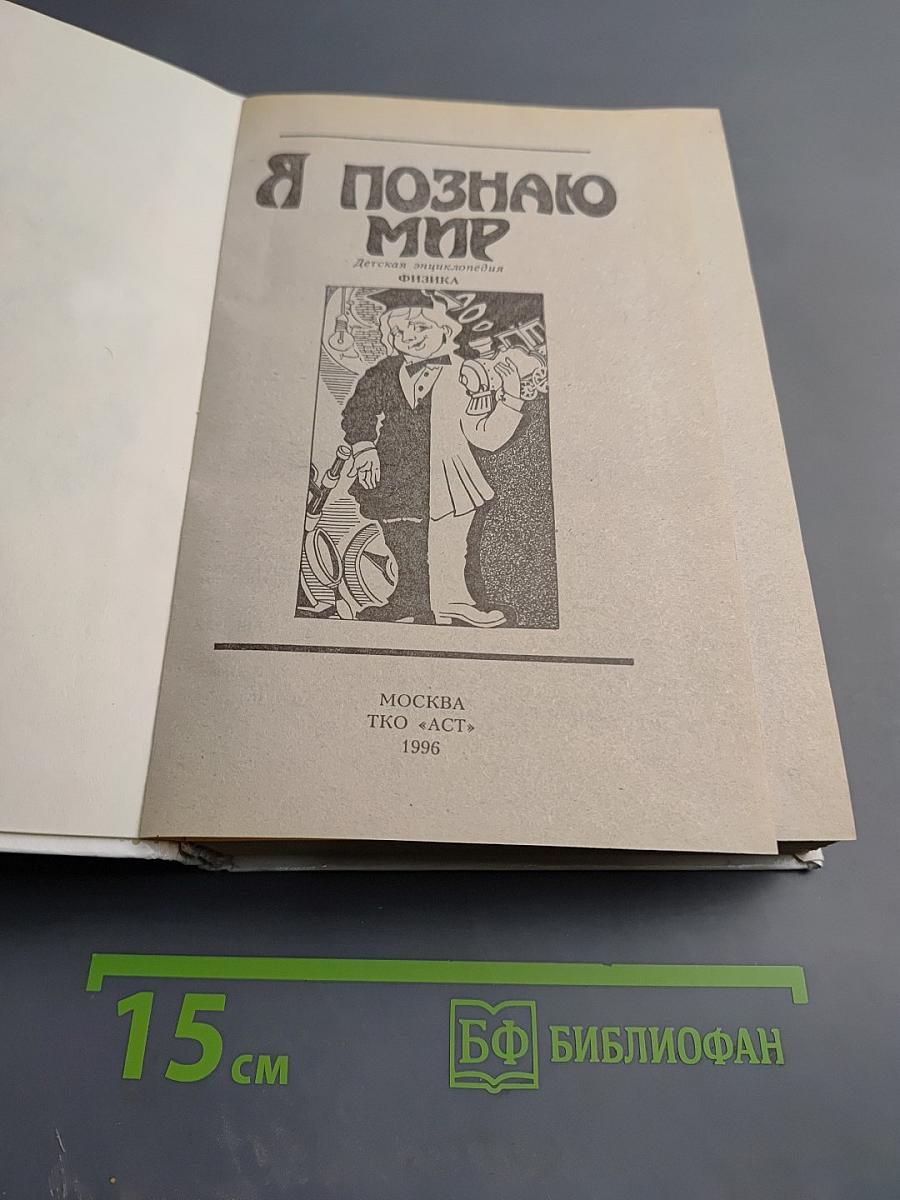 Я ПОЗНАЮ
МИР
Детская энциклопедия
ФИЗИКА
МОСКВА
ТКО «АСТ»
1996
15 см
БФ БИБЛИОФАН